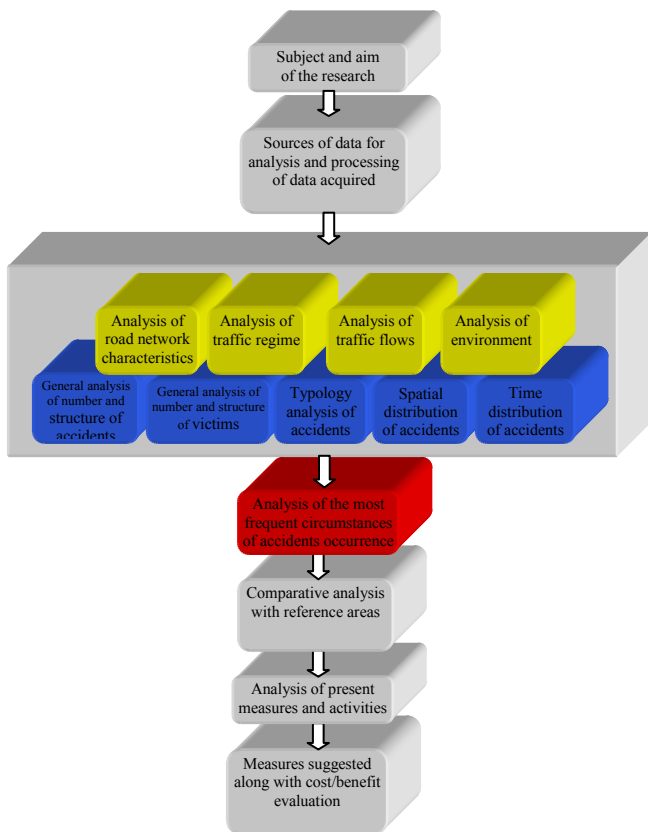 Subject and aim
of the research
Sources of data for
analysis and processing
of data acquired
Analysis of
road network
characteristics
Analysis of
traffic regime
Analysis of
traffic flows
Analysis of
environment
General analysis
of number and
structure of
accidents
General analysis of
number and structure
of victims
Typology
analysis of
accidents
Spatial
distribution
of accidents
Time
distribution
of accidents
Analysis of the most
frequent circumstances
of accidents occurrence
Comparative analysis
with reference areas
Analysis of present
measures and activities
Measures suggested
along with cost/benefit
evaluation